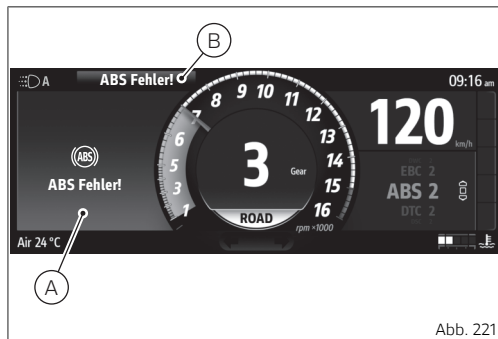 B
A
ABS Fehler!
09:16 am
8 9 10 11
7 12
6 13
5 14
3 15
1 16
3
Gear
ROAD
rpm ×1000
120
km/h
EBC 2
ABS 2
DTC 2
ABS
ABS Fehler!
Air 24 °C
A
Abb. 221